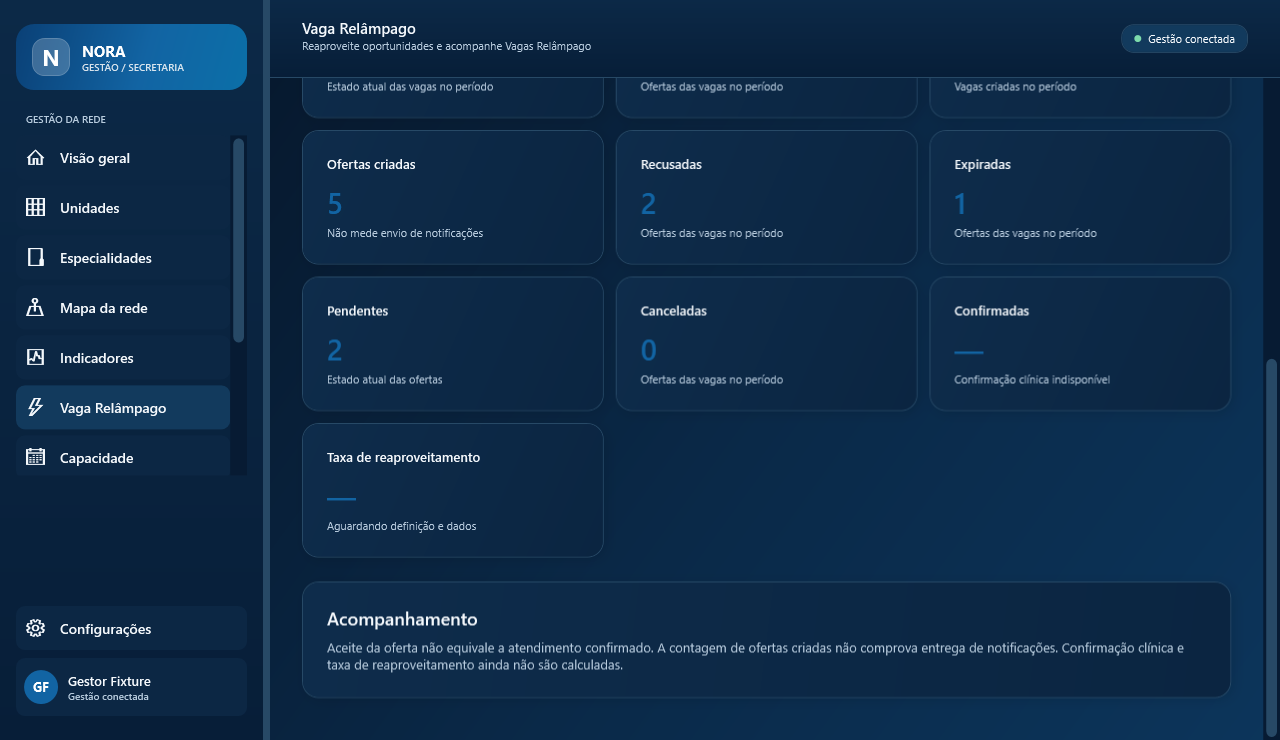 N
NORA
GESTÃO / SECRETARIA
GESTÃO DA REDE
Visão geral
Unidades
Especialidades
Mapa da rede
Indicadores
Vaga Relâmpago
Capacidade
Configurações
GF
Gestor Fixture
Gestão conectada
Vaga Relâmpago
Reaproveite oportunidades e acompanhe Vagas Relâmpago
Gestão conectada
Estado atual das vagas no período
Ofertas das vagas no período
Vagas criadas no período
Ofertas criadas
5
Não mede envio de notificações
Recusadas
2
Ofertas das vagas no período
Expiradas
1
Ofertas das vagas no período
Pendentes
2
Estado atual das ofertas
Canceladas
0
Ofertas das vagas no período
Confirmadas
—
Confirmação clínica indisponível
Taxa de reaproveitamento
—
Aguardando definição e dados
Acompanhamento
Aceite da oferta não equivale a atendimento confirmado. A contagem de ofertas criadas não comprova entrega de notificações. Confirmação clínica e
taxa de reaproveitamento ainda não são calculadas.